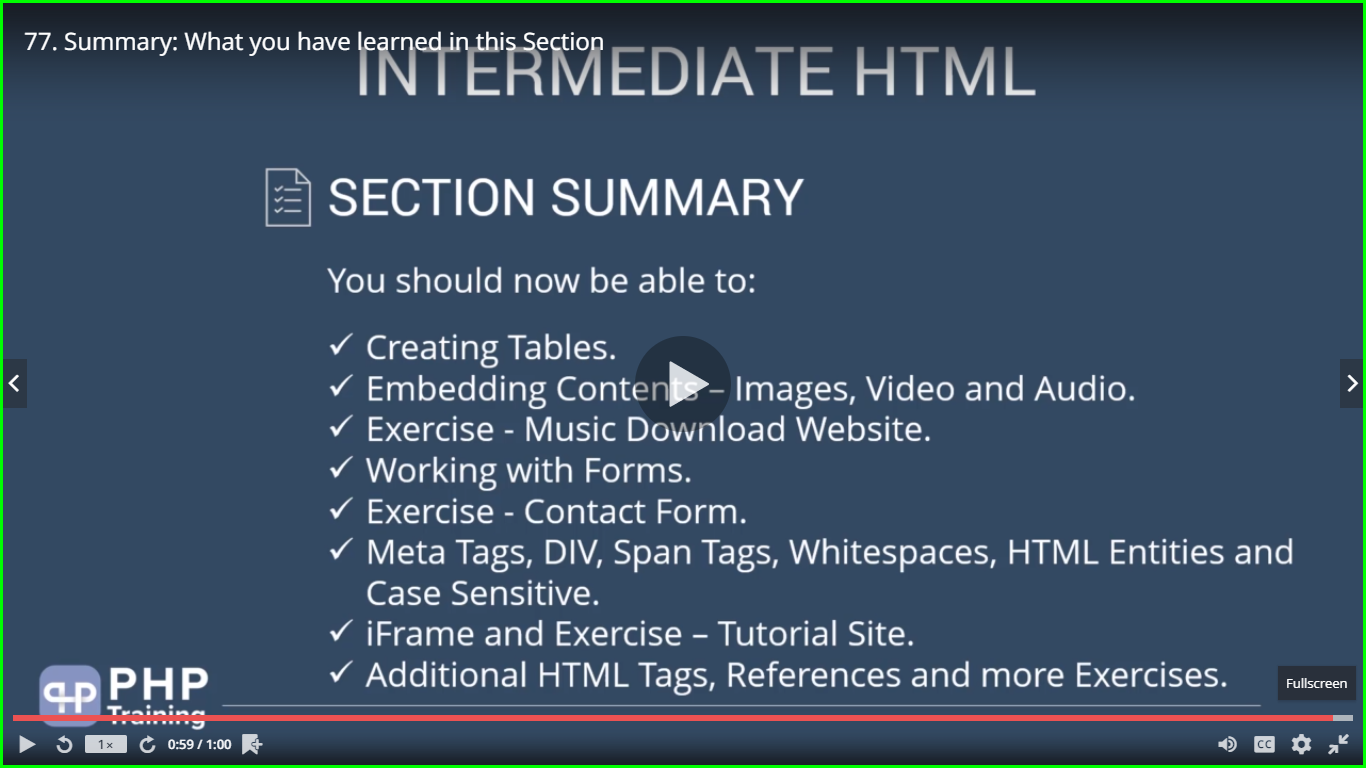 77. Summary: What you have learned in this Section
INTERMEDIATE HTML
SECTION SUMMARY
You should now be able to:
✓ Creating Tables.
✓ Embedding Contents – Images, Video and Audio.
✓ Exercise - Music Download Website.
✓ Working with Forms.
✓ Exercise - Contact Form.
✓ Meta Tags, DIV, Span Tags, Whitespaces, HTML Entities and
Case Sensitive.
✓ iFrame and Exercise – Tutorial Site.
✓ Additional HTML Tags, References and more Exercises.
php PHP
Training
Fullscreen
1× 0:59 / 1:00 CC